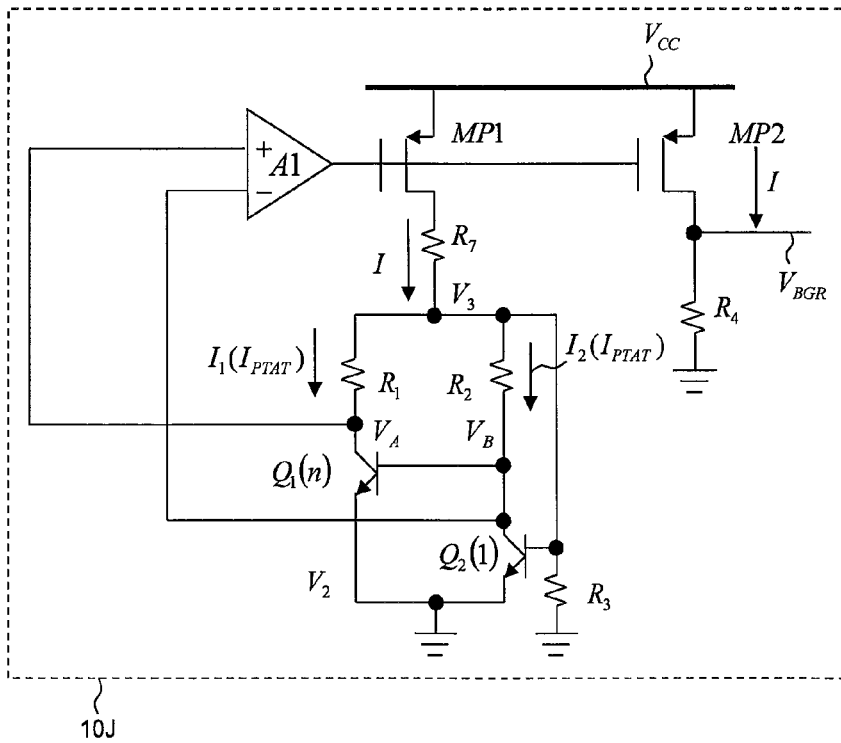 V_CC
MP1
MP2
+
A1
−
I
R_7
I
V_BGR
V_3
R_4
I_1(I_PTAT)
I_2(I_PTAT)
R_1
R_2
V_A
V_B
Q_1(n)
Q_2(1)
V_2
R_3
10J